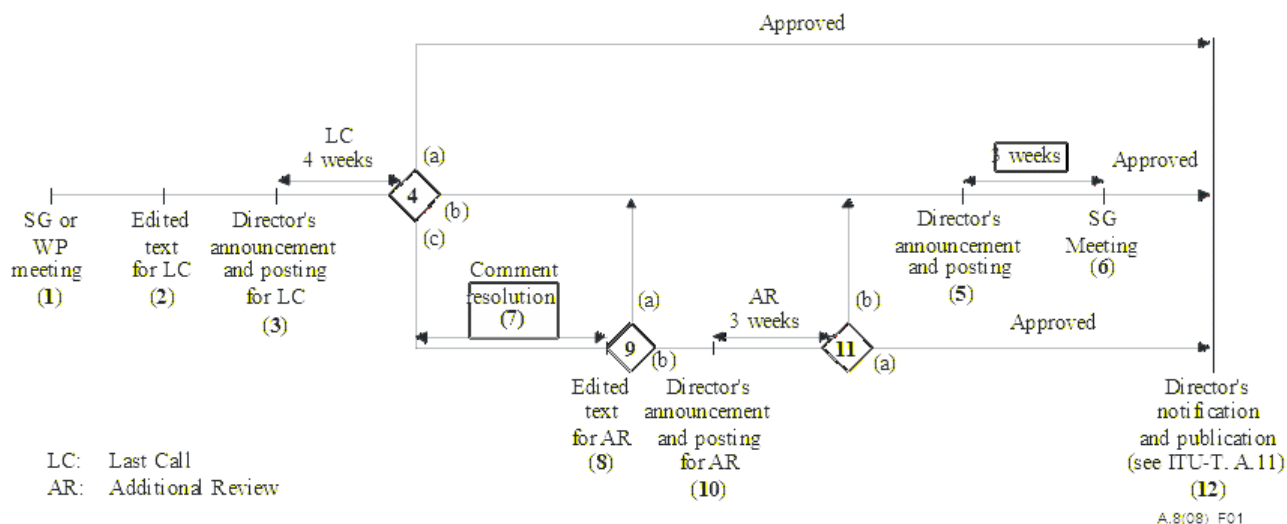 Approved
LC
4 weeks
(a)
3 weeks
Approved
4
(b)
(c)
SG or
WP
meeting
(1)
Edited
text
for LC
(2)
Director's
announcement
and posting
for LC
(3)
Director's
announcement
and posting
(5)
SG
Meeting
(6)
Comment
resolution
(7)
(a)
AR
3 weeks
(b)
Approved
9
(b)
11
(a)
Edited
text
for AR
(8)
Director's
announcement
and posting
for AR
(10)
Director's
notification
and publication
(see ITU-T. A.11)
(12)
LC: Last Call
AR: Additional Review
A.8(08)_F01